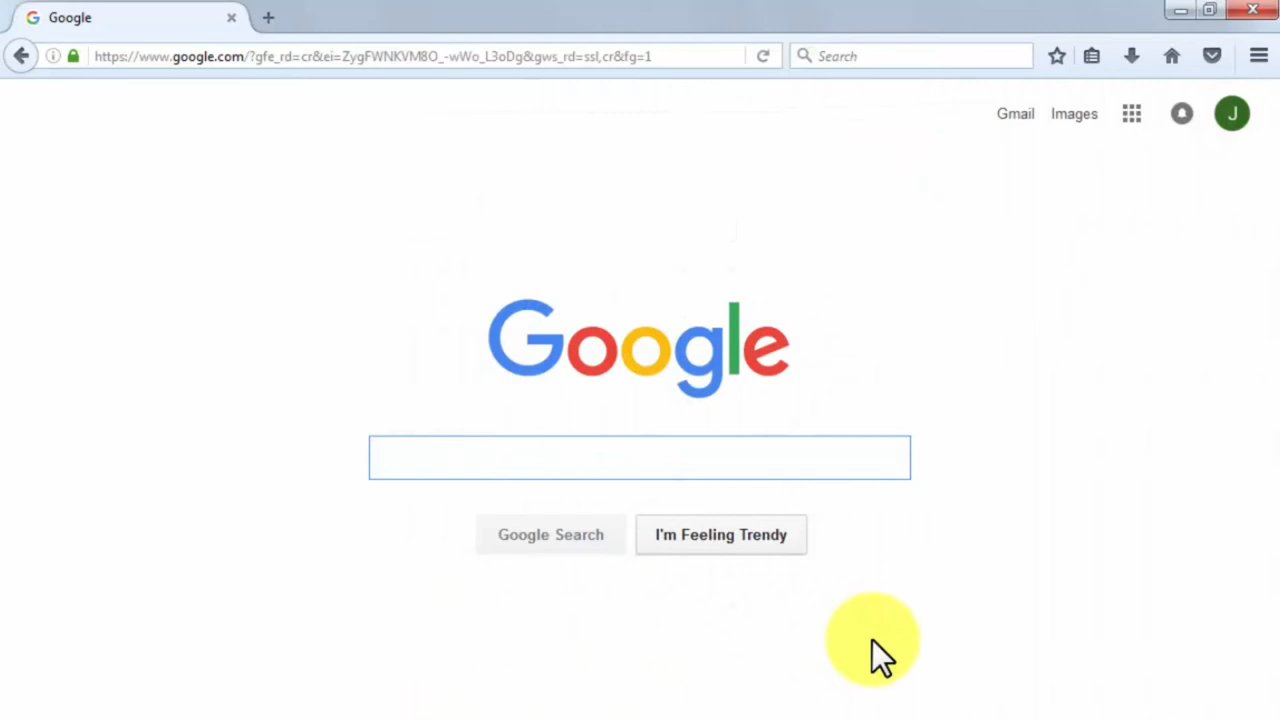 Google
https://www.google.com/?gfe_rd=cr&ei=ZygFWNKVM8O_-wWo_L3oDg&gws_rd=ssl,cr&fg=1
Search
Gmail Images J
Google
Google Search I'm Feeling Trendy